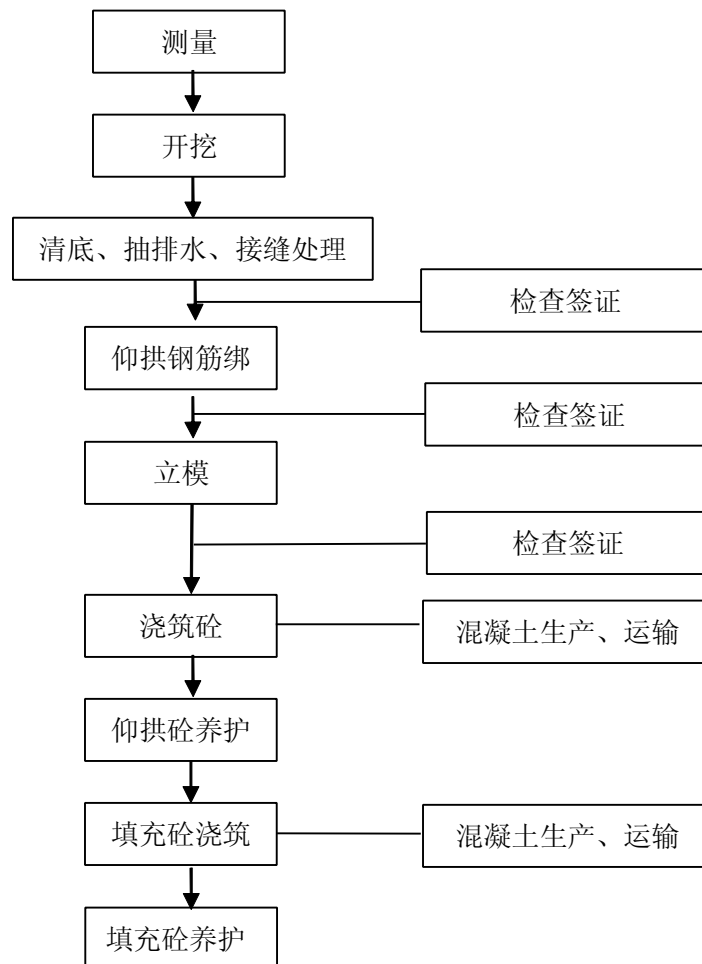 测量
开挖
清底、抽排水、接缝处理
检查签证
仰拱钢筋绑
检查签证
立模
检查签证
浇筑砼
混凝土生产、运输
仰拱砼养护
填充砼浇筑
混凝土生产、运输
填充砼养护